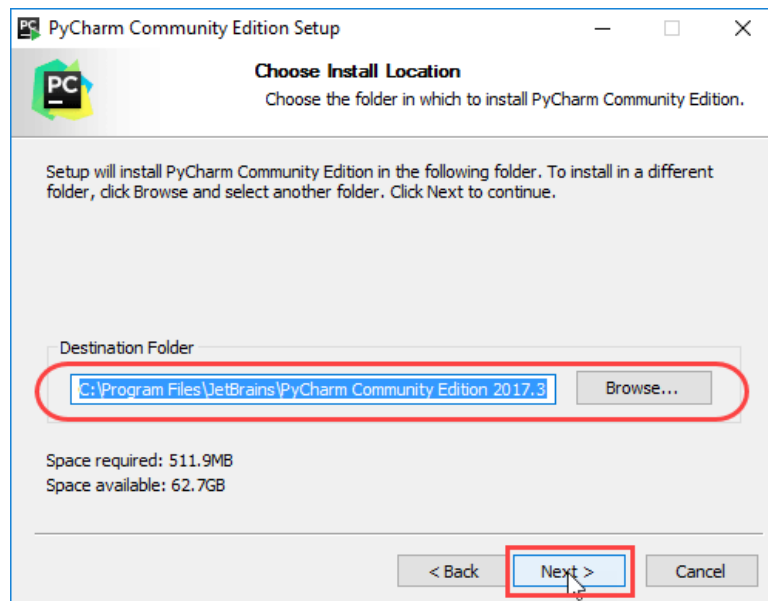 PyCharm Community Edition Setup
PC
Choose Install Location
Choose the folder in which to install PyCharm Community Edition.
Setup will install PyCharm Community Edition in the following folder. To install in a different
folder, click Browse and select another folder. Click Next to continue.
Destination Folder
C:\Program Files\JetBrains\PyCharm Community Edition 2017.3
Browse...
Space required: 511.9MB
Space available: 62.7GB
< Back
Next >
Cancel